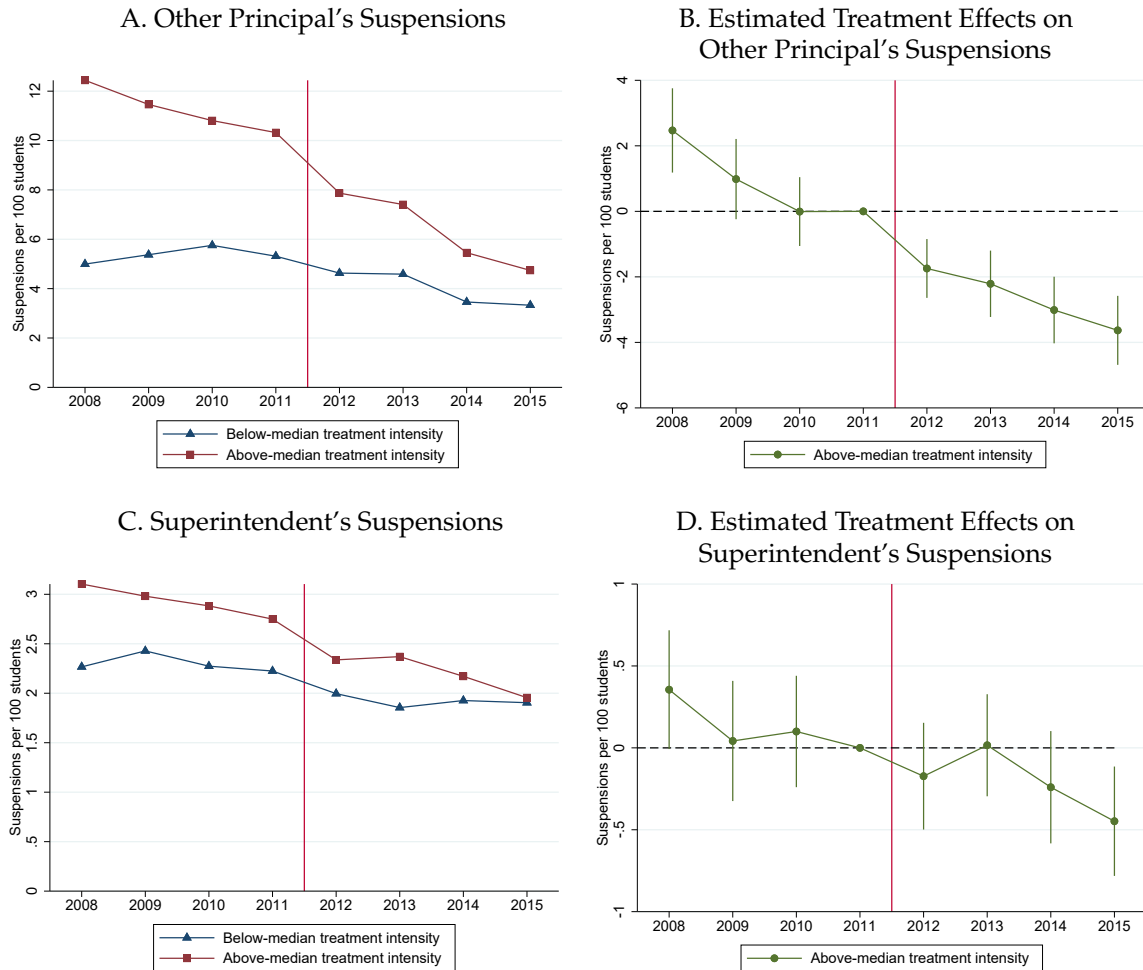 A. Other Principal's Suspensions
Suspensions per 100 students
12
10
8
6
4
2
0
2008 2009 2010 2011 2012 2013 2014 2015
Below-median treatment intensity
Above-median treatment intensity
B. Estimated Treatment Effects on
Other Principal's Suspensions
Suspensions per 100 students
4
2
0
-2
-4
-6
2008 2009 2010 2011 2012 2013 2014 2015
Above-median treatment intensity
C. Superintendent's Suspensions
Suspensions per 100 students
3
2.5
2
1.5
1
.5
0
2008 2009 2010 2011 2012 2013 2014 2015
Below-median treatment intensity
Above-median treatment intensity
D. Estimated Treatment Effects on
Superintendent's Suspensions
Suspensions per 100 students
1
.5
0
-.5
-1
2008 2009 2010 2011 2012 2013 2014 2015
Above-median treatment intensity